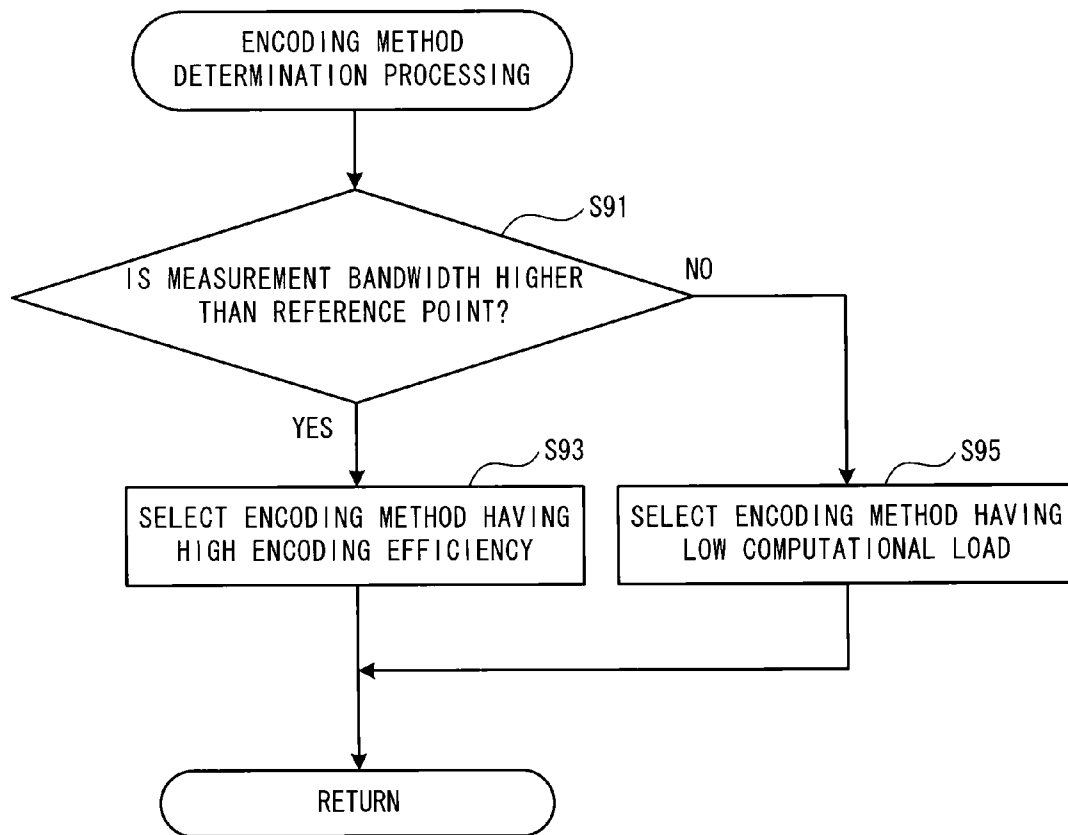 ENCODING METHOD
DETERMINATION PROCESSING
S91
IS MEASUREMENT BANDWIDTH HIGHER
THAN REFERENCE POINT?
NO
YES
S93
S95
SELECT ENCODING METHOD HAVING
HIGH ENCODING EFFICIENCY
SELECT ENCODING METHOD HAVING
LOW COMPUTATIONAL LOAD
RETURN